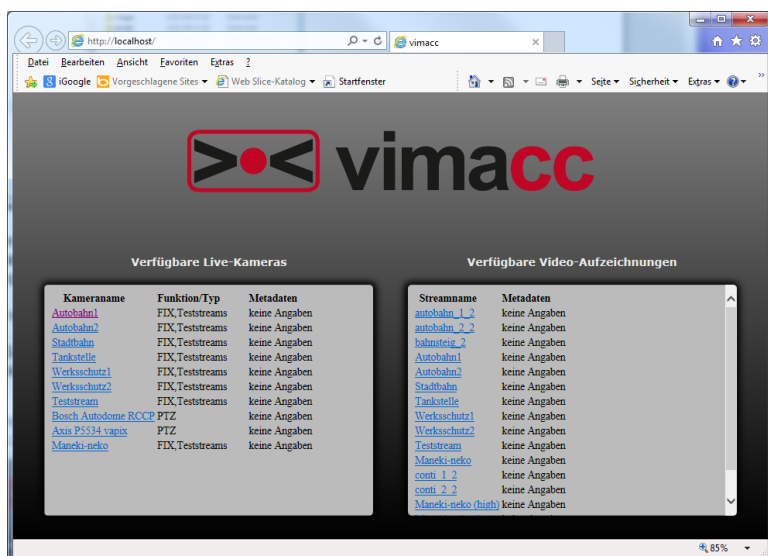 http://localhost/
vimacc
Datei Bearbeiten Ansicht Favoriten Extras ?
iGoogle Vorgeschlagene Sites Web Slice-Katalog Startfenster Seite Sicherheit Extras
vimacc
Verfügbare Live-Kameras
Kameraname Funktion/Typ Metadaten
Autobahn1 FIX,Teststreams keine Angaben
Autobahn2 FIX,Teststreams keine Angaben
Stadtbahn FIX,Teststreams keine Angaben
Tankstelle FIX,Teststreams keine Angaben
Werksschutz1 FIX,Teststreams keine Angaben
Werksschutz2 FIX,Teststreams keine Angaben
Teststream FIX,Teststreams keine Angaben
Bosch Autodome RCCP PTZ keine Angaben
Axis P5534 vapix PTZ keine Angaben
Maneki-neko FIX,Teststreams keine Angaben
Verfügbare Video-Aufzeichnungen
Streamname Metadaten
autobahn_1_2 keine Angaben
autobahn_2_2 keine Angaben
bahnsteig_2 keine Angaben
Autobahn1 keine Angaben
Autobahn2 keine Angaben
Stadtbahn keine Angaben
Tankstelle keine Angaben
Werksschutz1 keine Angaben
Werksschutz2 keine Angaben
Teststream keine Angaben
Maneki-neko keine Angaben
conti_1_2 keine Angaben
conti_2_2 keine Angaben
Maneki-neko (high) keine Angaben
85%